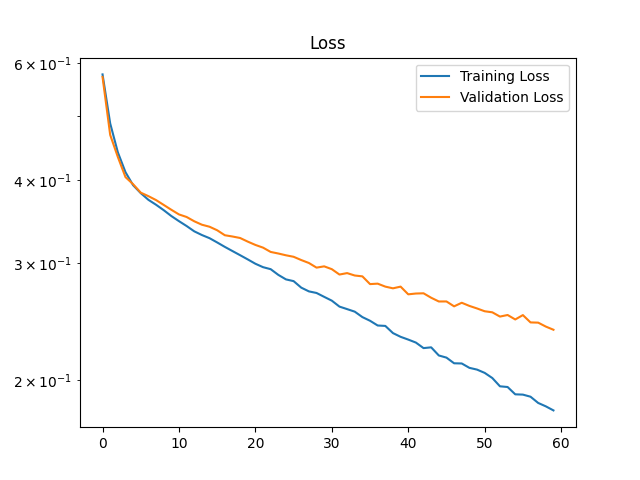 Loss
Training Loss
Validation Loss
6 × 10⁻¹
4 × 10⁻¹
3 × 10⁻¹
2 × 10⁻¹
0 10 20 30 40 50 60